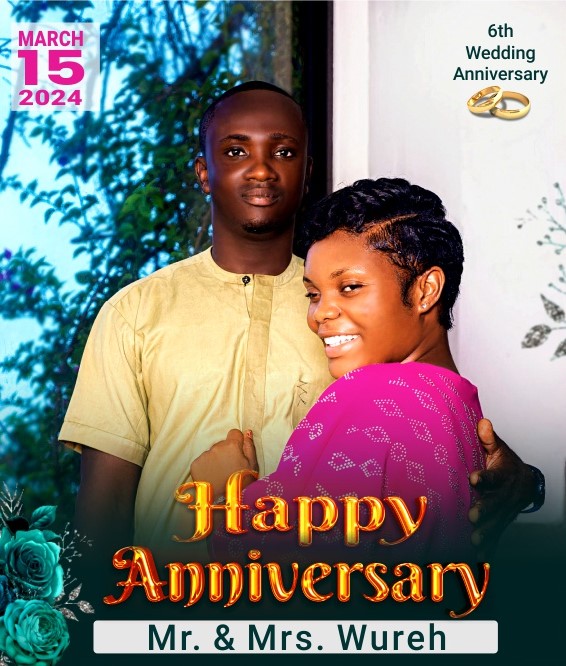 MARCH
15
2024
6th
Wedding
Anniversary
Happy
Anniversary
Mr. & Mrs. Wureh